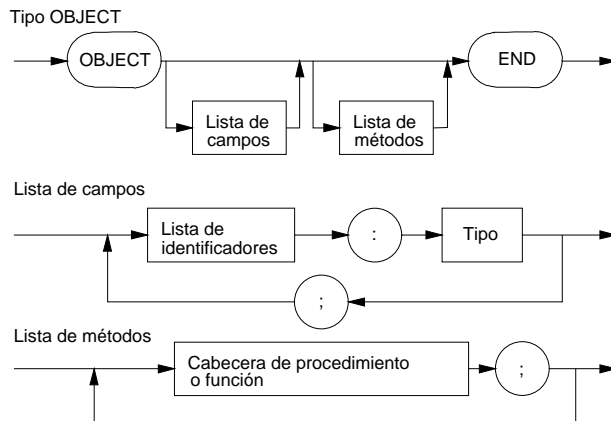 Tipo OBJECT
OBJECT
END
Lista de
campos
Lista de
métodos
Lista de campos
Lista de
identificadores
:
Tipo
;
Lista de métodos
Cabecera de procedimiento
o función
;